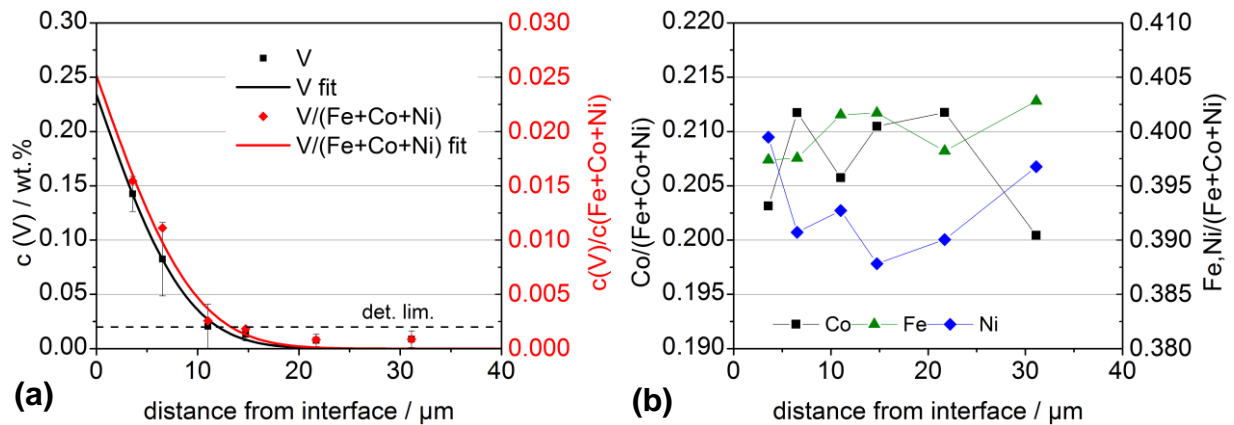 0.30
0.25
0.20
0.15
0.10
0.05
0.00
c (V) / wt.%
0 10 20 30 40
distance from interface / µm
V
V fit
V/(Fe+Co+Ni)
V/(Fe+Co+Ni) fit
det. lim.
0.030
0.025
0.020
0.015
0.010
0.005
0.000
c(V)/c(Fe+Co+Ni)
(a)
0.220
0.215
0.210
0.205
0.200
0.195
0.190
Co/(Fe+Co+Ni)
Co Fe Ni
0 10 20 30 40
distance from interface / µm
0.410
0.405
0.400
0.395
0.390
0.385
0.380
Fe,Ni/(Fe+Co+Ni)
(b)